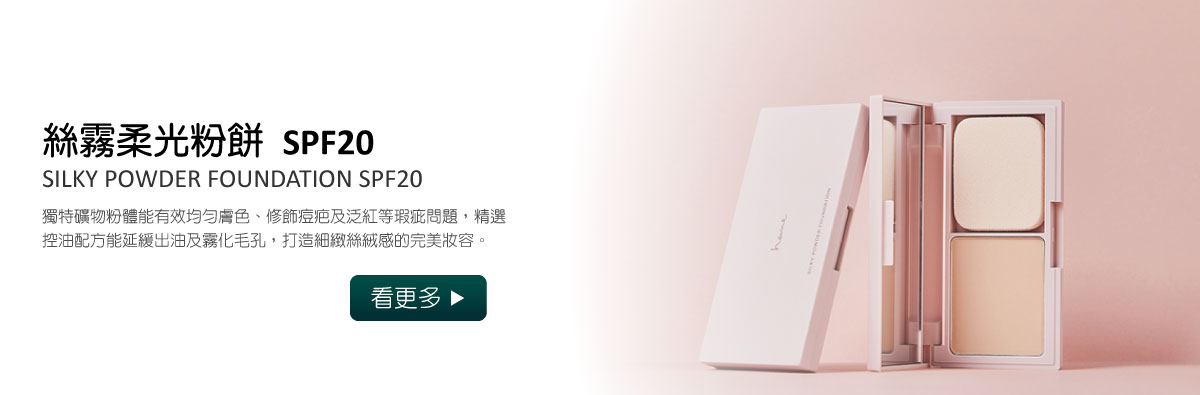 絲霧柔光粉餅 SPF20
SILKY POWDER FOUNDATION SPF20
獨特礦物粉體能有效均勻膚色、修飾痘疤及泛紅等瑕疵問題，精選
控油配方能延緩出油及霧化毛孔，打造細緻絲絨感的完美妝容。
看更多
SILKY POWDER FOUNDATION